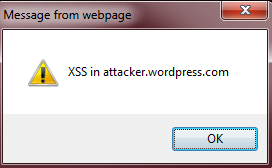 Message from webpage
XSS in attacker.wordpress.com
OK